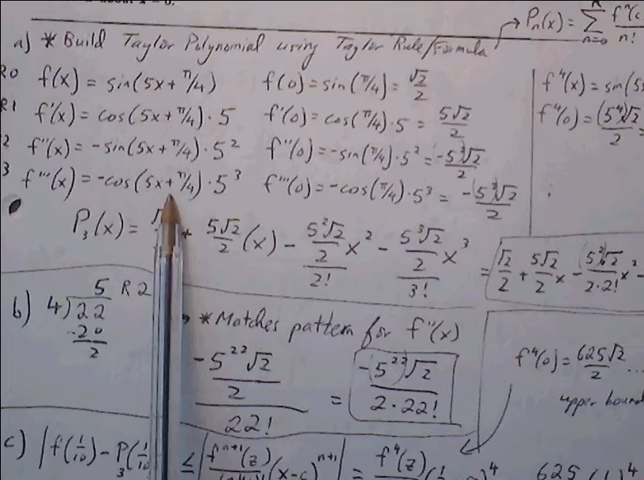 a) * Build Taylor Polynomial using Taylor Rule/Formula → Pₙ(x) = Σ n=0 n!
R0 f(x) = sin(5x + π/4) f(0) = sin(π/4) = √2/2 f⁴(x) = sin(5
R1 f'(x) = cos(5x + π/4) · 5 f'(0) = cos(π/4) · 5 = 5√2/2 f⁴(0) = (5⁴)√2/2
2 f''(x) = -sin(5x + π/4) · 5² f''(0) = -sin(π/4) · 5² = -5²√2/2
3 f'''(x) = -cos(5x + π/4) · 5³ f'''(0) = -cos(π/4) · 5³ = -5³√2/2
P₃(x) = + 5√2/2 (x) - 5²√2/2/2! x² - 5³√2/2/3! x³ = √2/2 + 5√2/2 x - 5²√2/2·2! x² -
b) 4)22 5 R2
-20
2
* Matches pattern for f''(x)
-5²²√2/2/22! = -5²²√2/2·22!
f⁴(0) = 625√2/2 ...
upper bound
c) |f(1/10) - P₃(1/10 ≤ |fⁿ⁺¹(z) (x-c)ⁿ⁺¹| = f⁴(z) )⁴ 625 )⁴